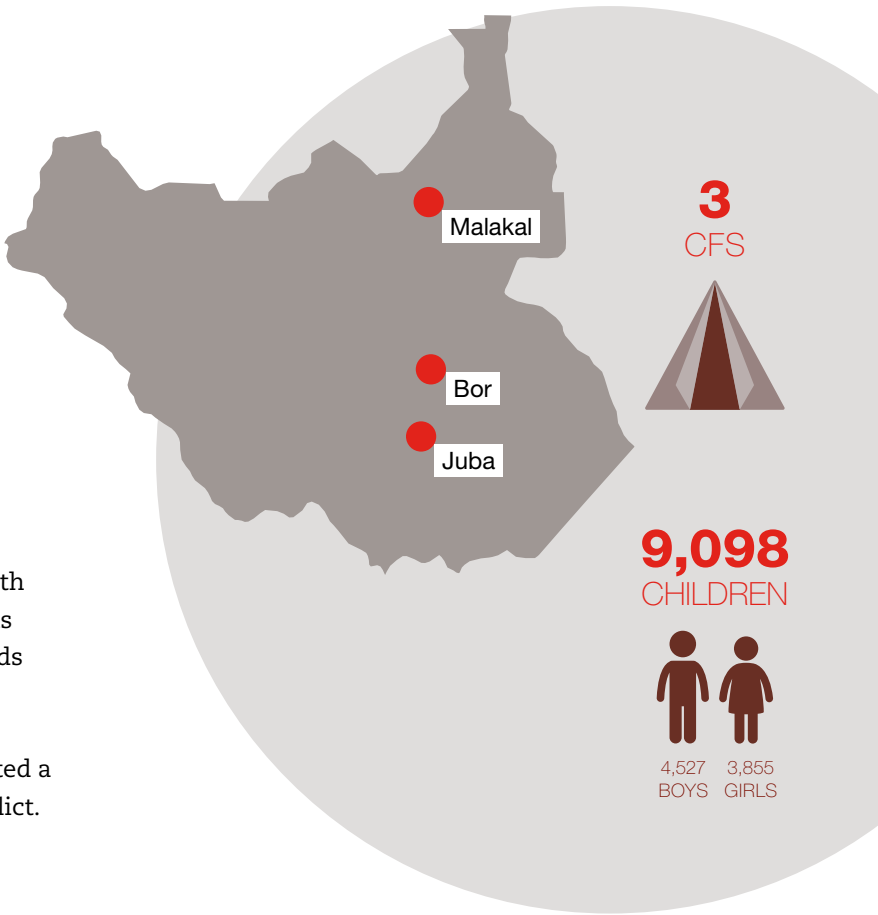 Malakal
Bor
Juba
3
CFS
9,098
CHILDREN
4,527
BOYS
3,855
GIRLS
th
s
ds
ted a
lict.